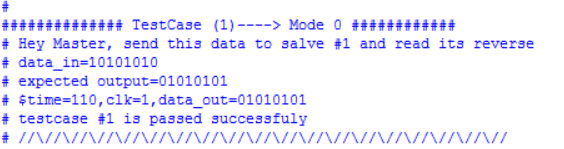 #
############## TestCase (1)----> Mode 0 ############
# Hey Master, send this data to salve #1 and read its reverse
# data_in=10101010
# expected output=01010101
# $time=110,clk=1,data_out=01010101
# testcase #1 is passed successfuly
# //\\//\\//\\//\\//\\//\\//\\//\\//\\//\\//\\//\\//\\//\\//\\//